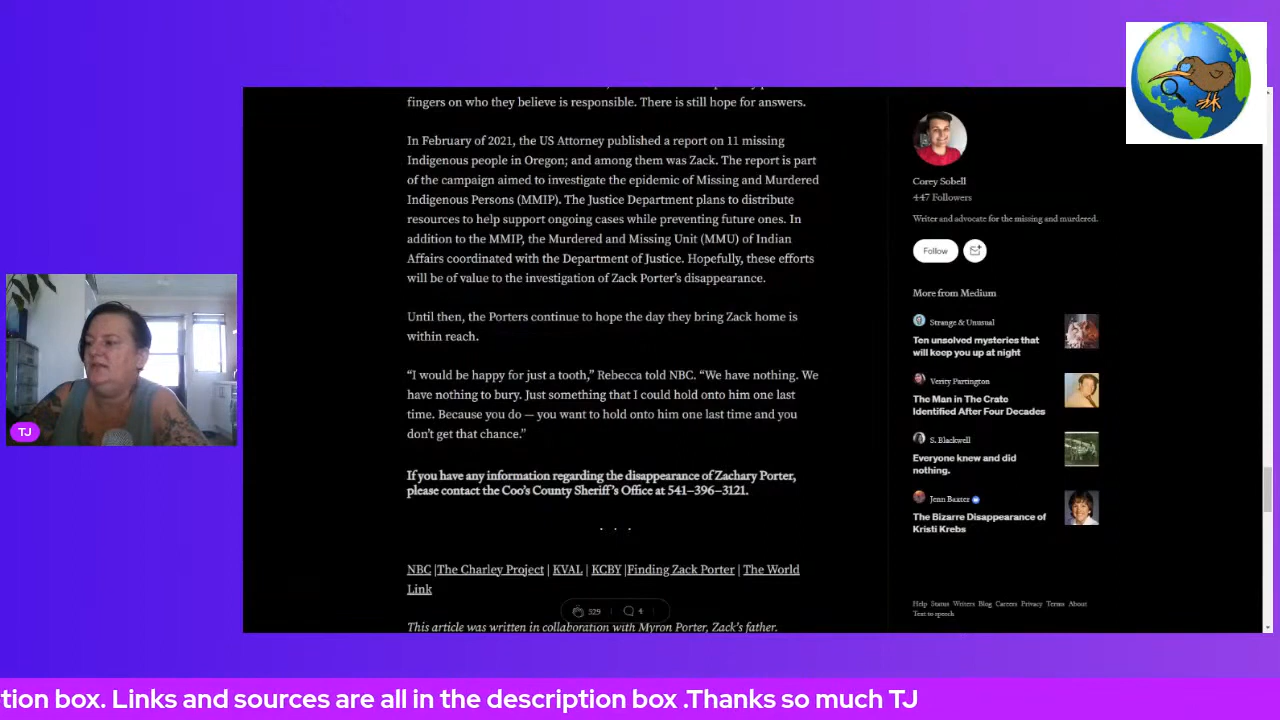 fingers on who they believe is responsible. There is still hope for answers.
In February of 2021, the US Attorney published a report on 11 missing
Indigenous people in Oregon; and among them was Zack. The report is part
of the campaign aimed to investigate the epidemic of Missing and Murdered
Indigenous Persons (MMIP). The Justice Department plans to distribute
resources to help support ongoing cases while preventing future ones. In
addition to the MMIP, the Murdered and Missing Unit (MMU) of Indian
Affairs coordinated with the Department of Justice. Hopefully, these efforts
will be of value to the investigation of Zack Porter’s disappearance.
Until then, the Porters continue to hope the day they bring Zack home is
within reach.
“I would be happy for just a tooth,” Rebecca told NBC. “We have nothing. We
have nothing to bury. Just something that I could hold onto him one last
time. Because you do — you want to hold onto him one last time and you
don’t get that chance.”
If you have any information regarding the disappearance of Zachary Porter,
please contact the Coo’s County Sheriff’s Office at 541–396–3121.
. . .
NBC |The Charley Project | KVAL | KCBY |Finding Zack Porter | The World
Link
529 4
This article was written in collaboration with Myron Porter, Zack’s father.
Corey Sobell
447 Followers
Writer and advocate for the missing and murdered.
Follow
More from Medium
Strange & Unusual
Ten unsolved mysteries that
will keep you up at night
Verity Partington
The Man in The Crate
Identified After Four Decades
S. Blackwell
Everyone knew and did
nothing.
Jenn Baxter
The Bizarre Disappearance of
Kristi Krebs
Help Status Writers Blog Careers Privacy Terms About
Text to speech
TJ
tion box. Links and sources are all in the description box .Thanks so much TJ